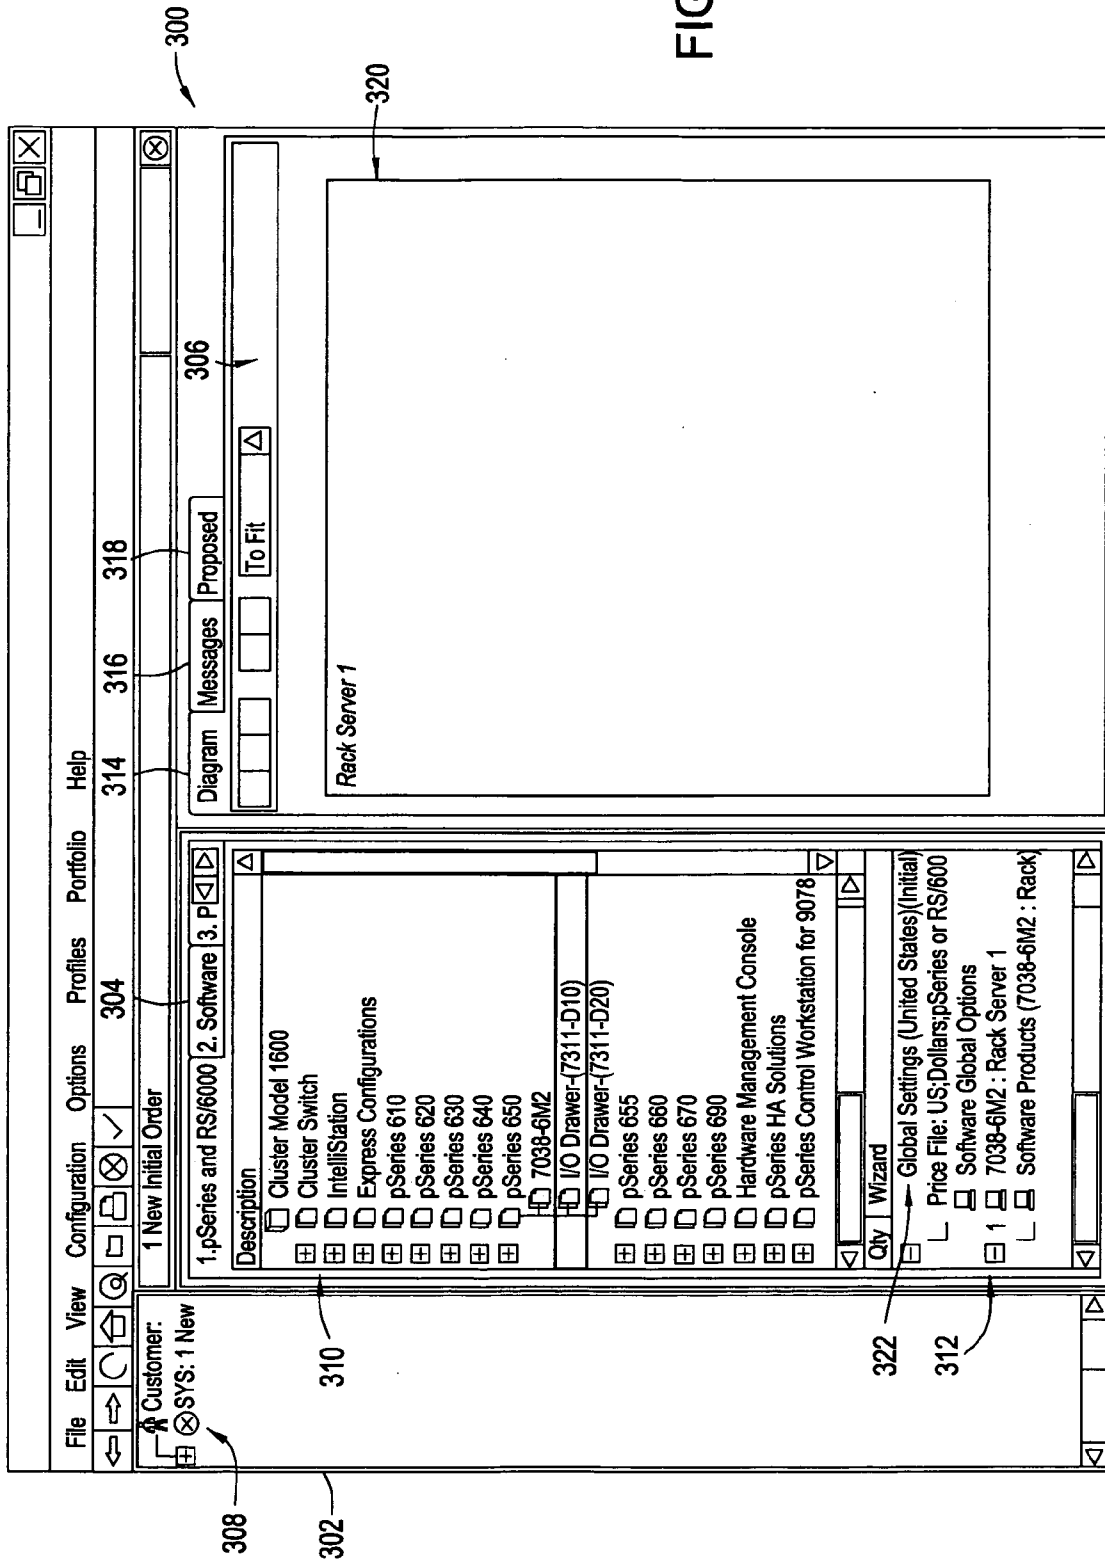 File Edit View Configuration Options Profiles Portfolio Help
1 New Initial Order
Customer:
SYS: 1 New
1.pSeries and RS/6000 2. Software 3. P
Description
Cluster Model 1600
Cluster Switch
IntelliStation
Express Configurations
pSeries 610
pSeries 620
pSeries 630
pSeries 640
pSeries 650
7038-6M2
I/O Drawer-(7311-D10)
I/O Drawer-(7311-D20)
pSeries 655
pSeries 660
pSeries 670
pSeries 690
Hardware Management Console
pSeries HA Solutions
pSeries Control Workstation for 9078
Qty Wizard
Global Settings (United States)(Initial)
Price File: US;Dollars;pSeries or RS/600
Software Global Options
1 7038-6M2 : Rack Server 1
Software Products (7038-6M2 : Rack)
Diagram Messages Proposed
To Fit
Rack Server 1
300
302
304
306
308
310
312
314
316
318
320
322
FIG